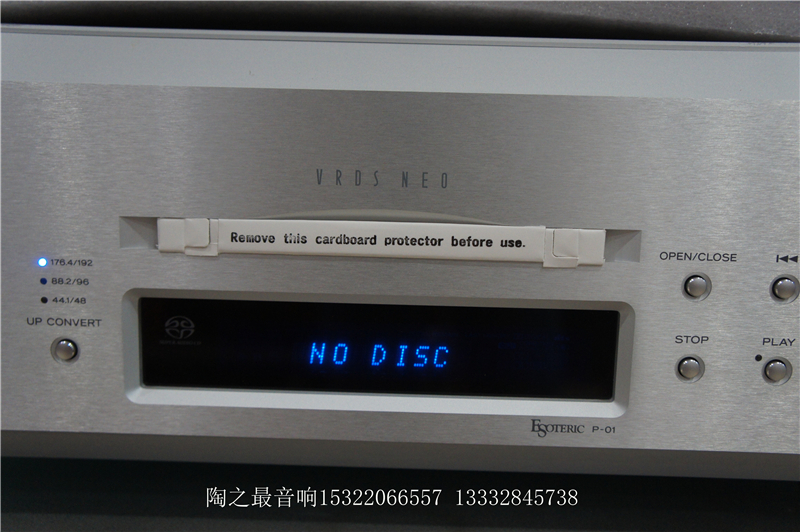 VRDS NEO
Remove this cardboard protector before use.
176.4/192
88.2/96
44.1/48
UP CONVERT
OPEN/CLOSE
STOP
PLAY
NO DISC
ESOTERIC P-01
陶之最音响15322066557 13332845738